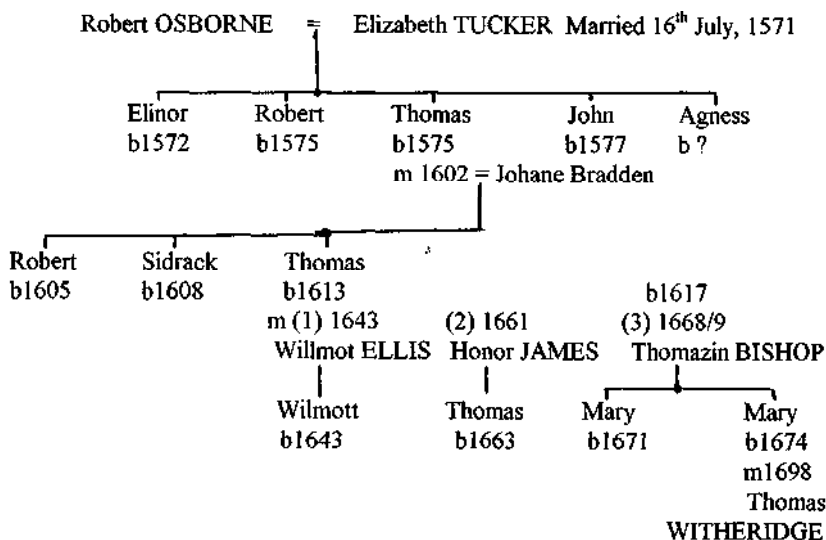 Robert OSBORNE = Elizabeth TUCKER Married 16th July, 1571
Elinor Robert Thomas John Agness
b1572 b1575 b1575 b1577 b ?
m 1602 = Johane Bradden
Robert Sidrack Thomas
b1605 b1608 b1613 b1617
m (1) 1643 (2) 1661 (3) 1668/9
Willmot ELLIS Honor JAMES Thomazin BISHOP
Wilmott Thomas Mary Mary
b1643 b1663 b1671 b1674
m1698
Thomas
WITHERIDGE